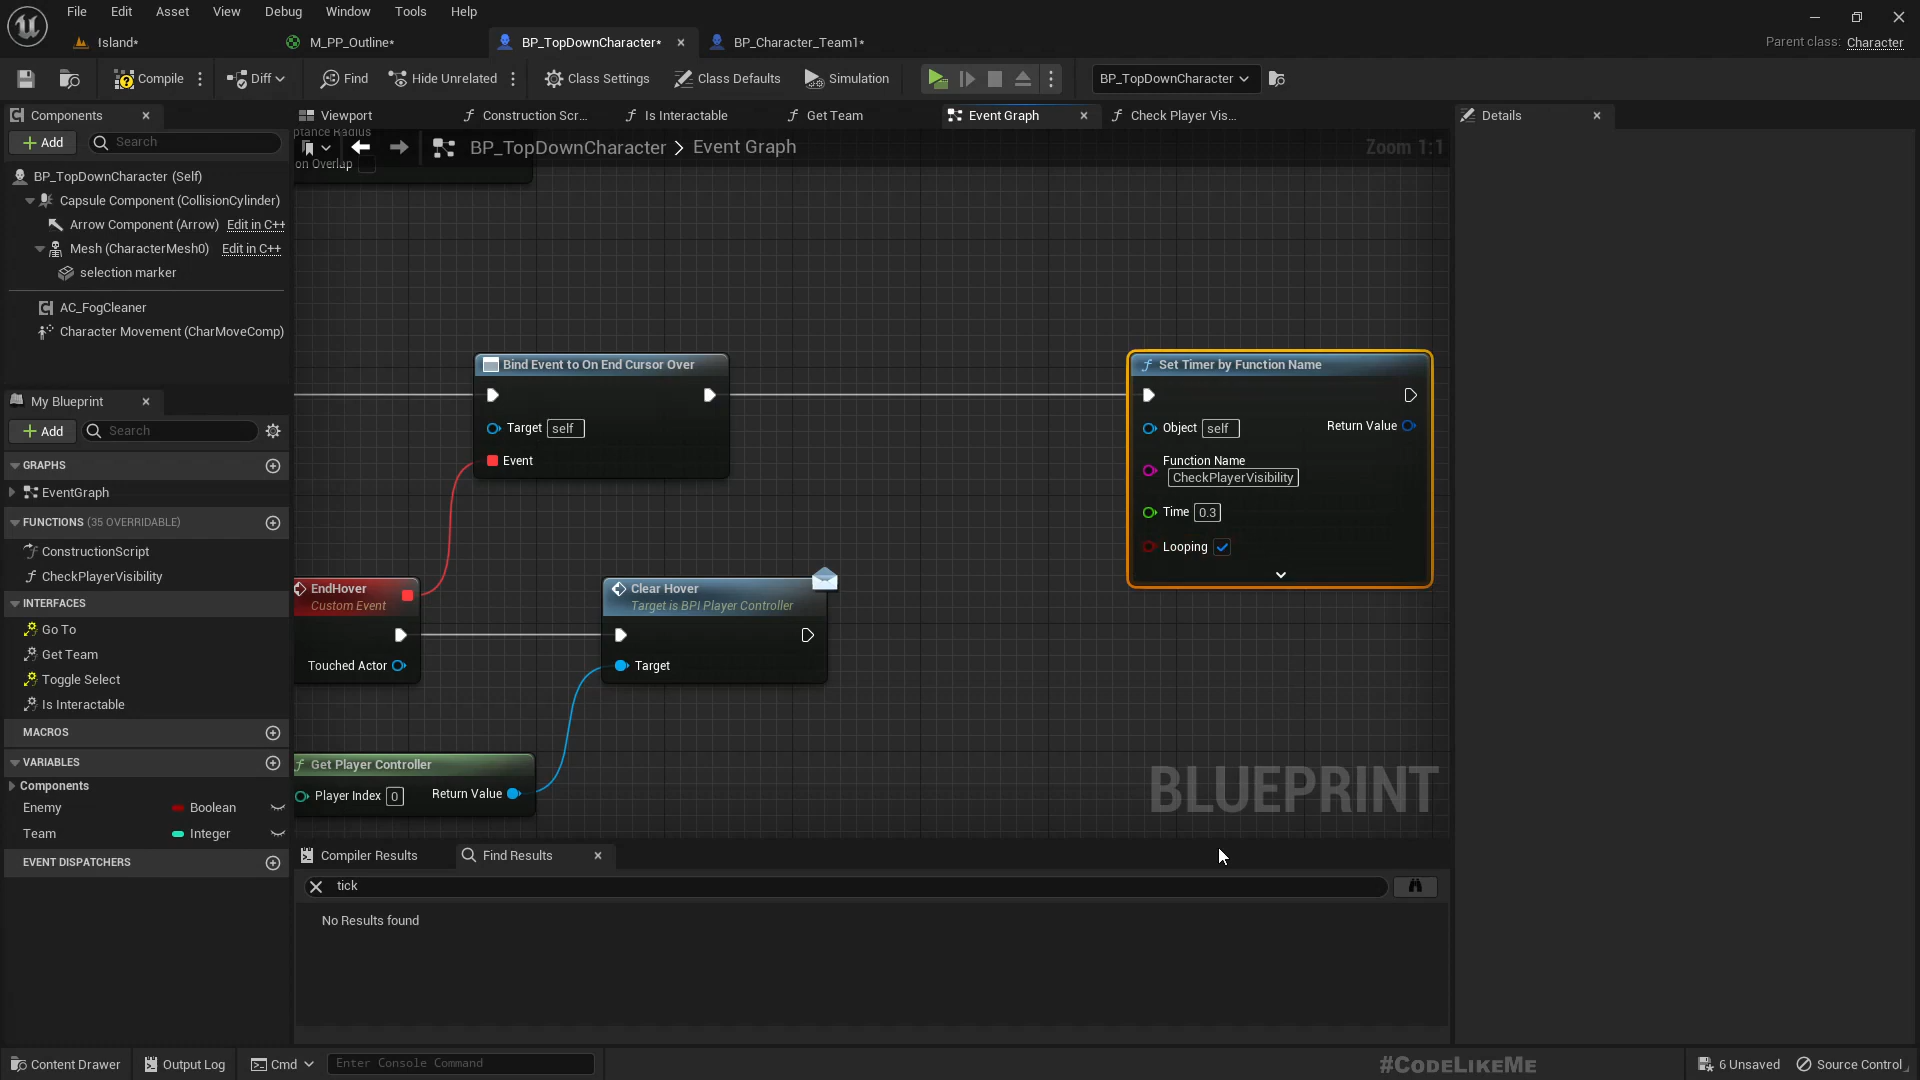 File Edit Asset View Debug Window Tools Help
Island* M_PP_Outline* BP_TopDownCharacter* BP_Character_Team1* Parent class: Character
Compile Diff Find Hide Unrelated Class Settings Class Defaults Simulation BP_TopDownCharacter
Components Viewport Construction Scr... Is Interactable Get Team Event Graph Check Player Vis... Details
Add Search
ptance Radius
on Overlap
BP_TopDownCharacter > Event Graph Zoom 1:1
BP_TopDownCharacter (Self)
Capsule Component (CollisionCylinder)
Arrow Component (Arrow) Edit in C++
Mesh (CharacterMesh0) Edit in C++
selection marker
AC_FogCleaner
Character Movement (CharMoveComp)
My Blueprint
Add Search
GRAPHS
EventGraph
FUNCTIONS (35 OVERRIDABLE)
ConstructionScript
CheckPlayerVisibility
INTERFACES
Go To
Get Team
Toggle Select
Is Interactable
MACROS
VARIABLES
Components
Enemy Boolean
Team Integer
EVENT DISPATCHERS
Bind Event to On End Cursor Over
Target self
Event
Set Timer by Function Name
Object self Return Value
Function Name
CheckPlayerVisibility
Time 0.3
Looping
EndHover
Custom Event
Touched Actor
Clear Hover
Target is BPI Player Controller
Target
Get Player Controller
Player Index 0 Return Value
BLUEPRINT
Compiler Results Find Results
tick
No Results found
Content Drawer Output Log Cmd Enter Console Command #CodeLikeMe 6 Unsaved Source Control